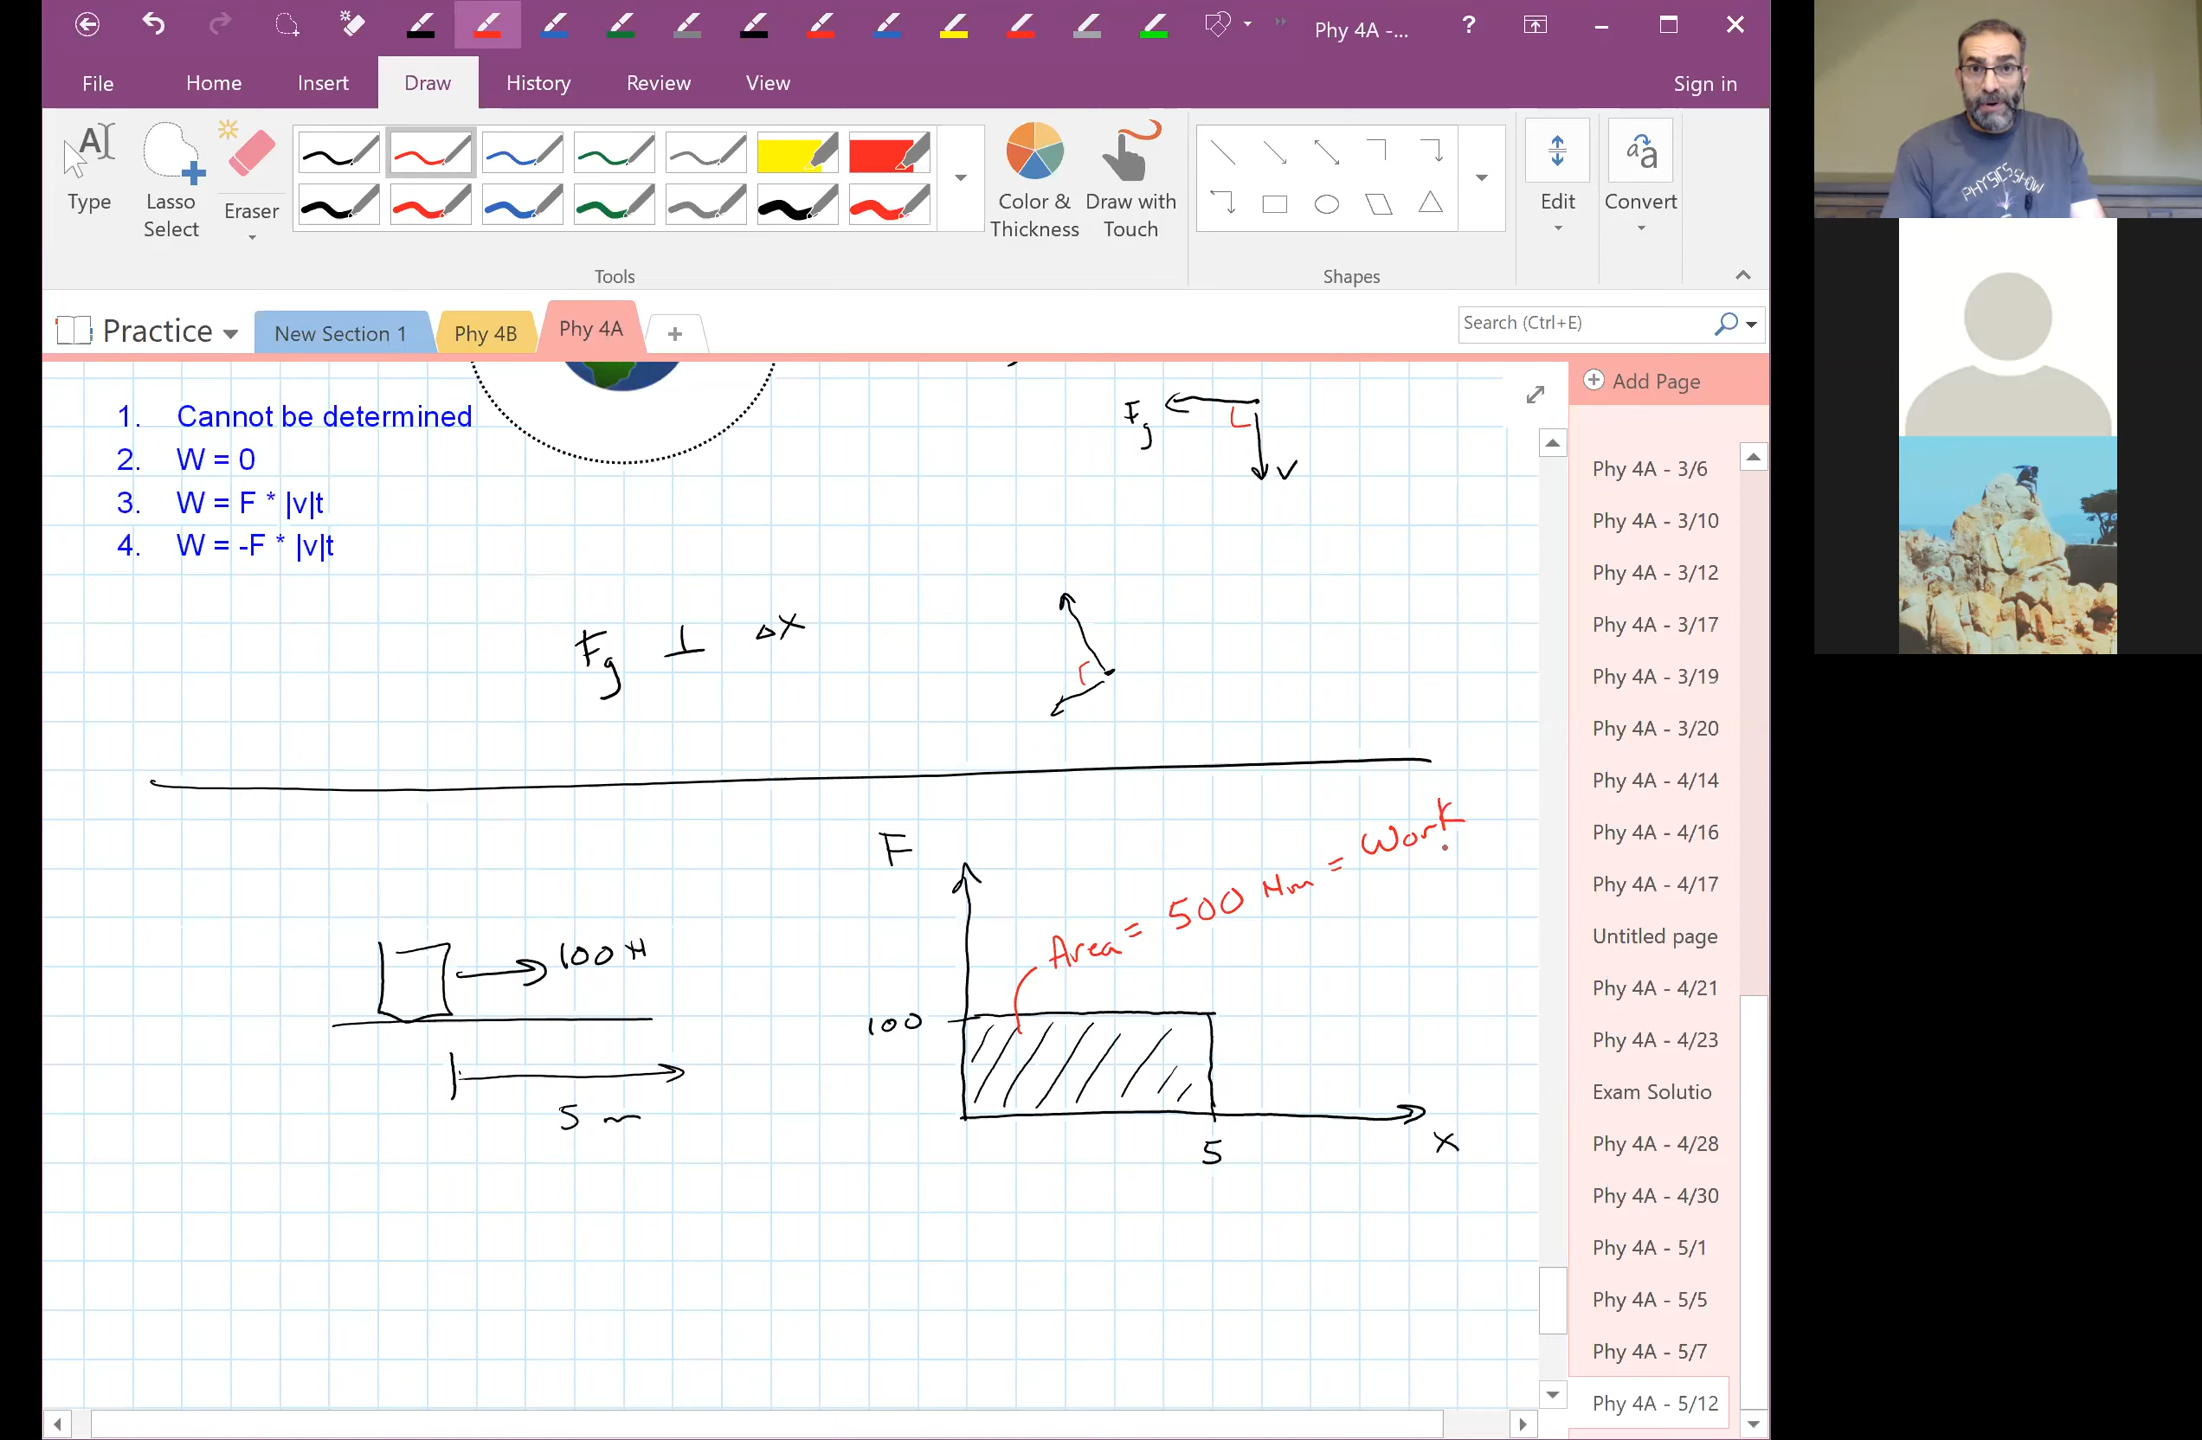 Phy 4A -...
?
File
Home
Insert
Draw
History
Review
View
Sign in
Type
Lasso Select
Eraser
Color & Thickness
Draw with Touch
Edit
Convert
Tools
Shapes
Practice
New Section 1
Phy 4B
Phy 4A
+
Search (Ctrl+E)
Add Page
1. Cannot be determined
2. W = 0
3. W = F * |v|t
4. W = -F * |v|t
Fg
v
Fg ⊥ ΔX
F
Area = 500 Nm = Work
100 N
100
5 m
5
X
Phy 4A - 3/6
Phy 4A - 3/10
Phy 4A - 3/12
Phy 4A - 3/17
Phy 4A - 3/19
Phy 4A - 3/20
Phy 4A - 4/14
Phy 4A - 4/16
Phy 4A - 4/17
Untitled page
Phy 4A - 4/21
Phy 4A - 4/23
Exam Solutio
Phy 4A - 4/28
Phy 4A - 4/30
Phy 4A - 5/1
Phy 4A - 5/5
Phy 4A - 5/7
Phy 4A - 5/12
PHYSICS SHOW